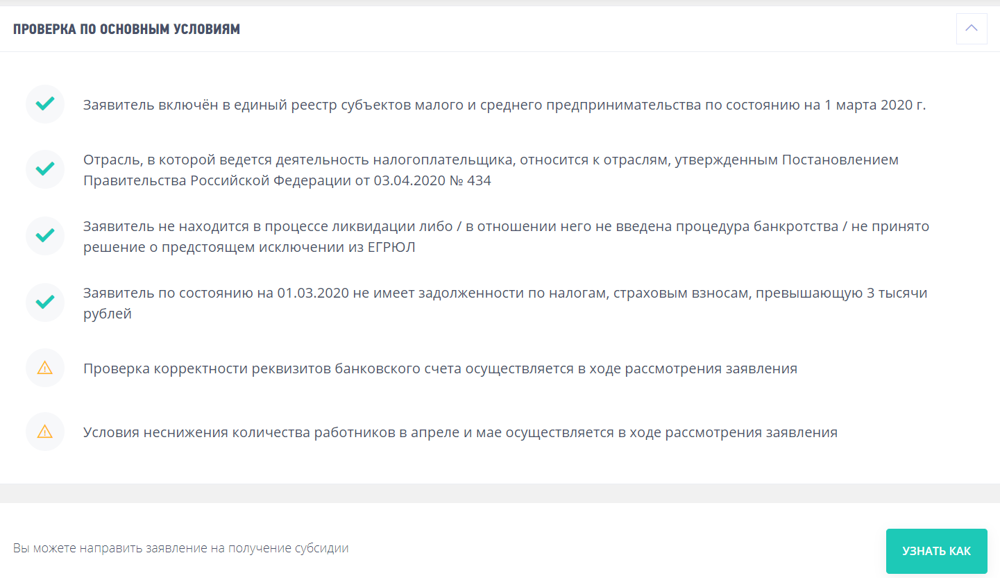 ПРОВЕРКА ПО ОСНОВНЫМ УСЛОВИЯМ
Заявитель включён в единый реестр субъектов малого и среднего предпринимательства по состоянию на 1 марта 2020 г.
Отрасль, в которой ведется деятельность налогоплательщика, относится к отраслям, утвержденным Постановлением
Правительства Российской Федерации от 03.04.2020 № 434
Заявитель не находится в процессе ликвидации либо / в отношении него не введена процедура банкротства / не принято
решение о предстоящем исключении из ЕГРЮЛ
Заявитель по состоянию на 01.03.2020 не имеет задолженности по налогам, страховым взносам, превышающую 3 тысячи
рублей
Проверка корректности реквизитов банковского счета осуществляется в ходе рассмотрения заявления
Условия неснижения количества работников в апреле и мае осуществляется в ходе рассмотрения заявления
Вы можете направить заявление на получение субсидии
УЗНАТЬ КАК